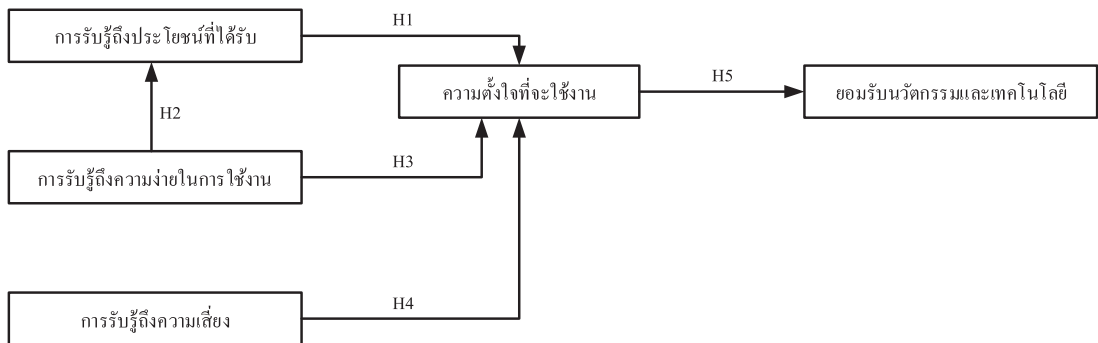 การรับรู้ถึงประโยชน์ที่ได้รับ
H1
ความตั้งใจที่จะใช้งาน
H5
ยอมรับนวัตกรรมและเทคโนโลยี
H2
การรับรู้ถึงความง่ายในการใช้งาน
H3
การรับรู้ถึงความเสี่ยง
H4